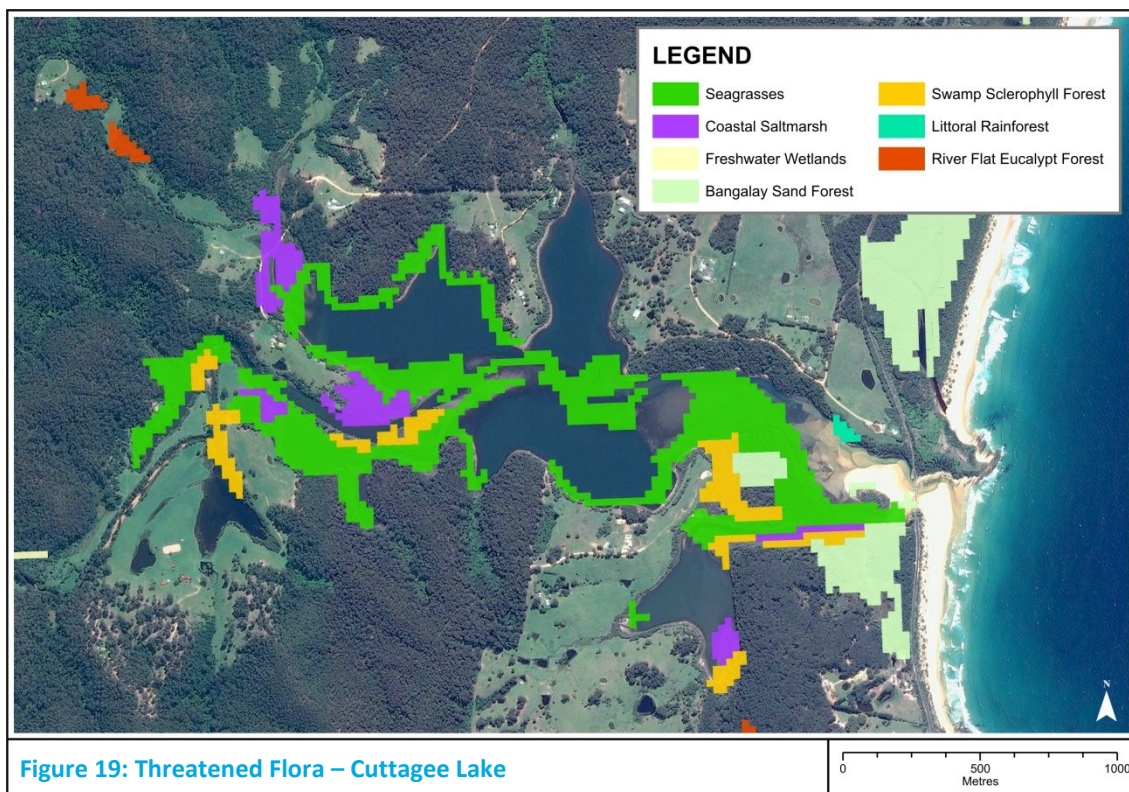 LEGEND
Seagrasses
Coastal Saltmarsh
Freshwater Wetlands
Bangalay Sand Forest
Swamp Sclerophyll Forest
Littoral Rainforest
River Flat Eucalypt Forest
N
Figure 19: Threatened Flora – Cuttagee Lake
0 500 1000
Metres